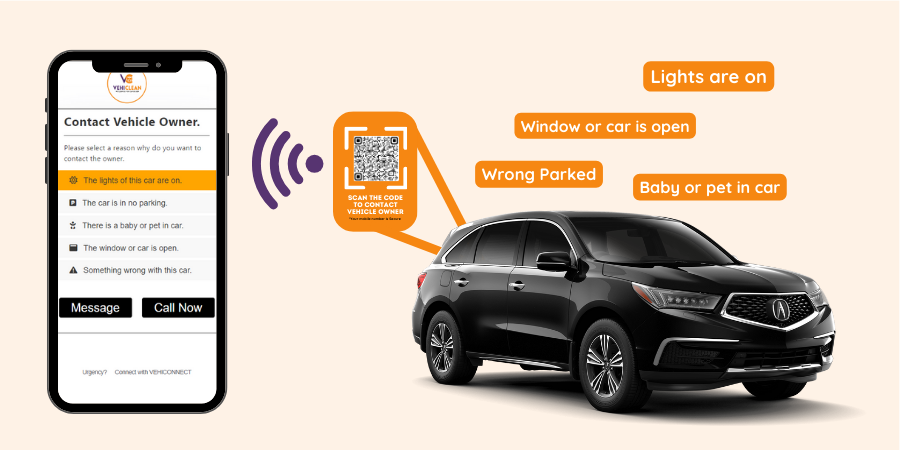 VEHICLEAN
Contact Vehicle Owner.
Please select a reason why do you want to
contact the owner.
The lights of this car are on.
The car is in no parking.
There is a baby or pet in car.
The window or car is open.
Something wrong with this car.
Message
Call Now
Urgency? Connect with VEHICONNECT
SCAN THE CODE
TO CONTACT
VEHICLE OWNER
Lights are on
Window or car is open
Wrong Parked
Baby or pet in car